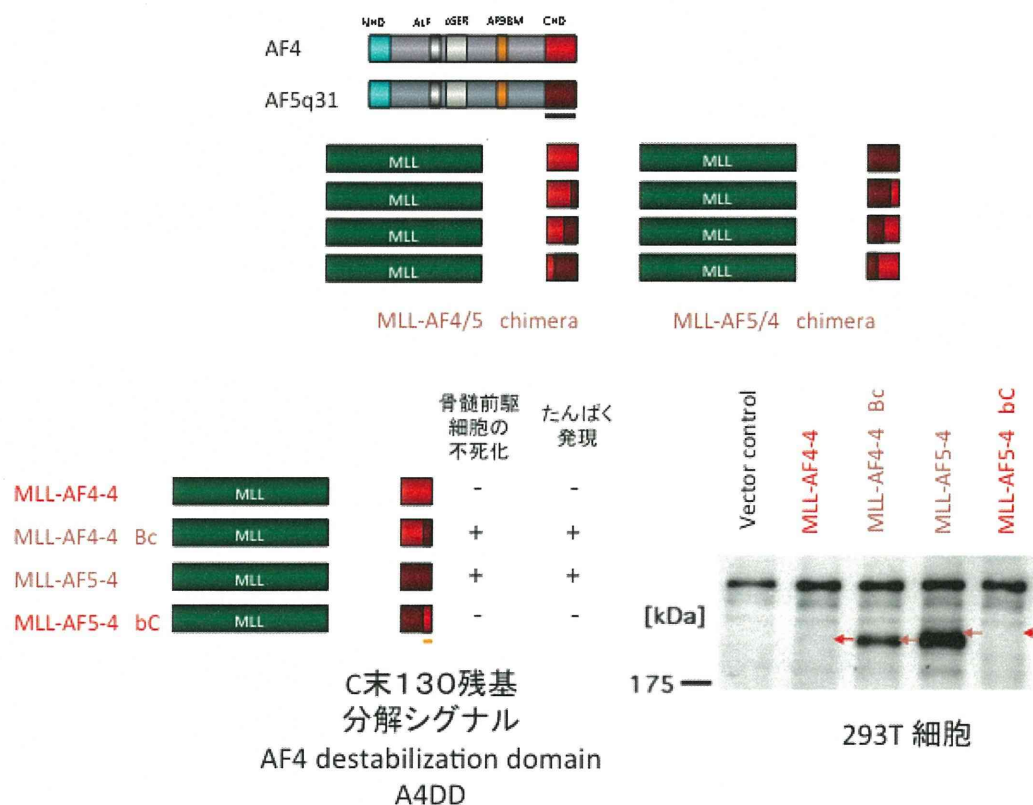 NHD ALF pSER AF9BM CHD
AF4
AF5q31
MLL MLL
MLL MLL
MLL MLL
MLL MLL
MLL-AF4/5 chimera MLL-AF5/4 chimera
骨髄前駆
細胞の
不死化
たんぱく
発現
MLL-AF4-4 MLL - -
MLL-AF4-4 Bc MLL + +
MLL-AF5-4 MLL + +
MLL-AF5-4 bC MLL - -
C末130残基
分解シグナル
AF4 destabilization domain
A4DD
Vector control
MLL-AF4-4
MLL-AF4-4 Bc
MLL-AF5-4
MLL-AF5-4 bC
[kDa]
175
293T 細胞